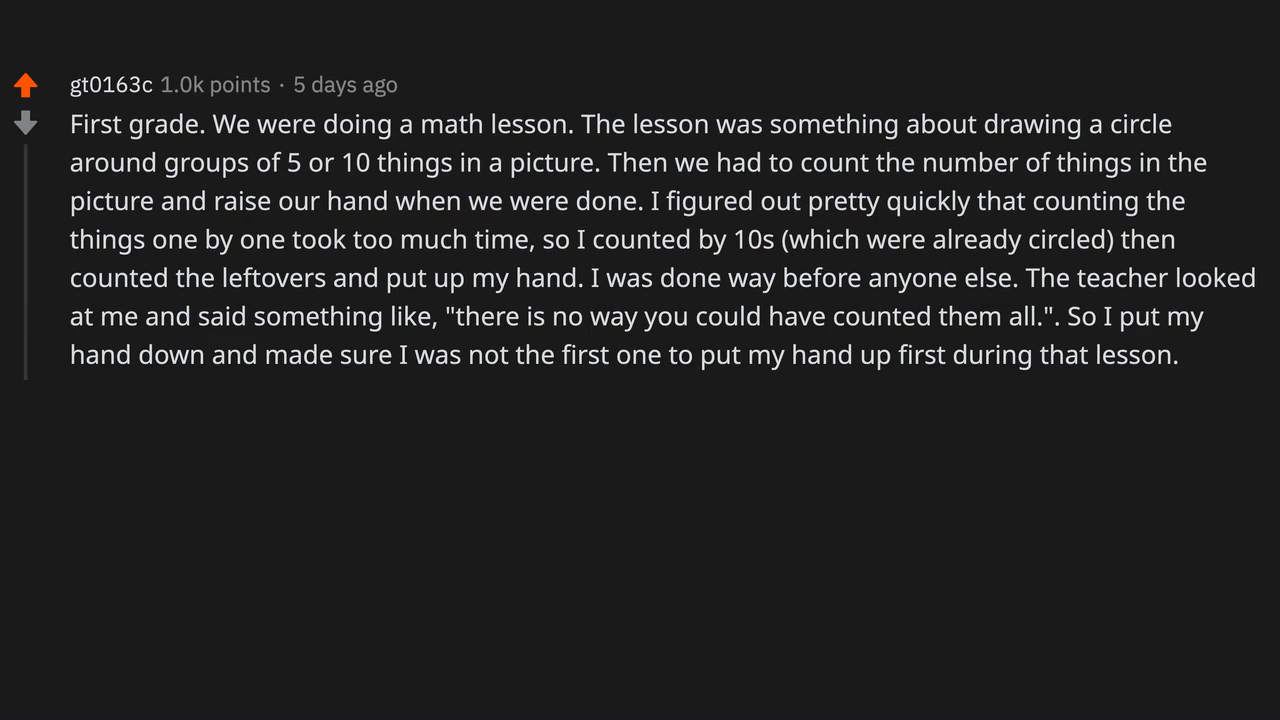 gt0163c 1.0k points · 5 days ago
First grade. We were doing a math lesson. The lesson was something about drawing a circle
around groups of 5 or 10 things in a picture. Then we had to count the number of things in the
picture and raise our hand when we were done. I figured out pretty quickly that counting the
things one by one took too much time, so I counted by 10s (which were already circled) then
counted the leftovers and put up my hand. I was done way before anyone else. The teacher looked
at me and said something like, "there is no way you could have counted them all.". So I put my
hand down and made sure I was not the first one to put my hand up first during that lesson.